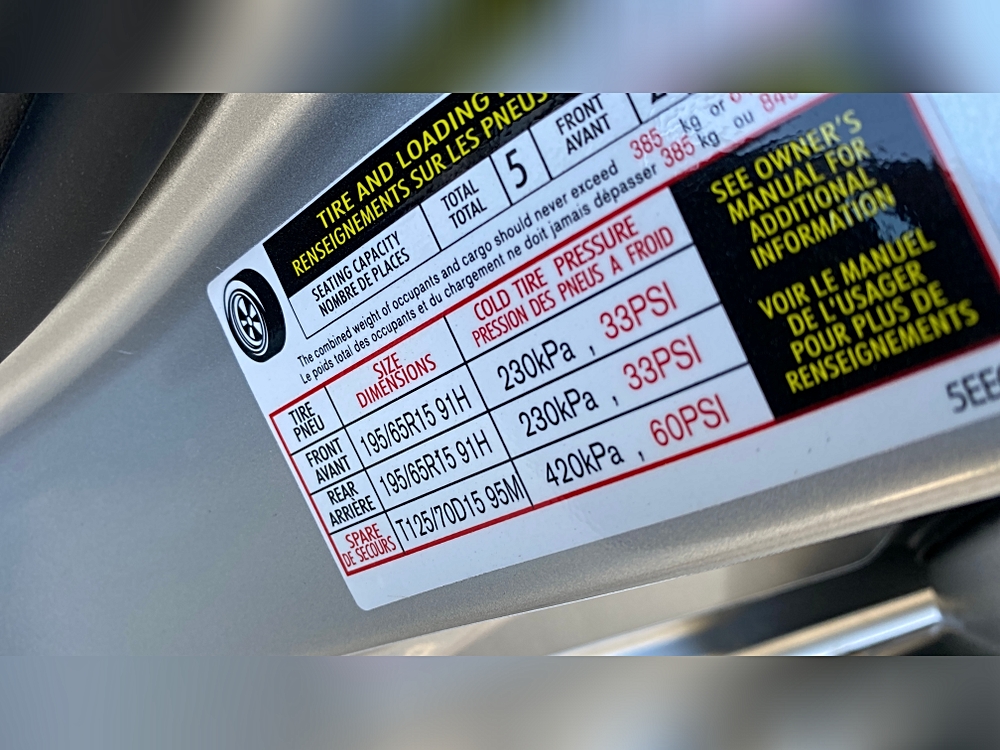 TIRE AND LOADING
RENSEIGNEMENTS SUR LES PNEUS
SEATING CAPACITY
NOMBRE DE PLACES
TOTAL
TOTAL
5
FRONT
AVANT
The combined weight of occupants and cargo should never exceed 385 kg or
Le poids total des occupants et du chargement ne doit jamais dépasser 385 kg ou
TIRE
PNEU
SIZE
DIMENSIONS
COLD TIRE PRESSURE
PRESSION DES PNEUS A FROID
FRONT
AVANT
195/65R15 91H
230kPa , 33PSI
REAR
ARRIÈRE
195/65R15 91H
230kPa , 33PSI
SPARE
DE SECOURS
T125/70D15 95M
420kPa , 60PSI
SEE OWNER'S
MANUAL FOR
ADDITIONAL
INFORMATION
VOIR LE MANUEL
DE L'USAGER
POUR PLUS DE
RENSEIGNEMENTS